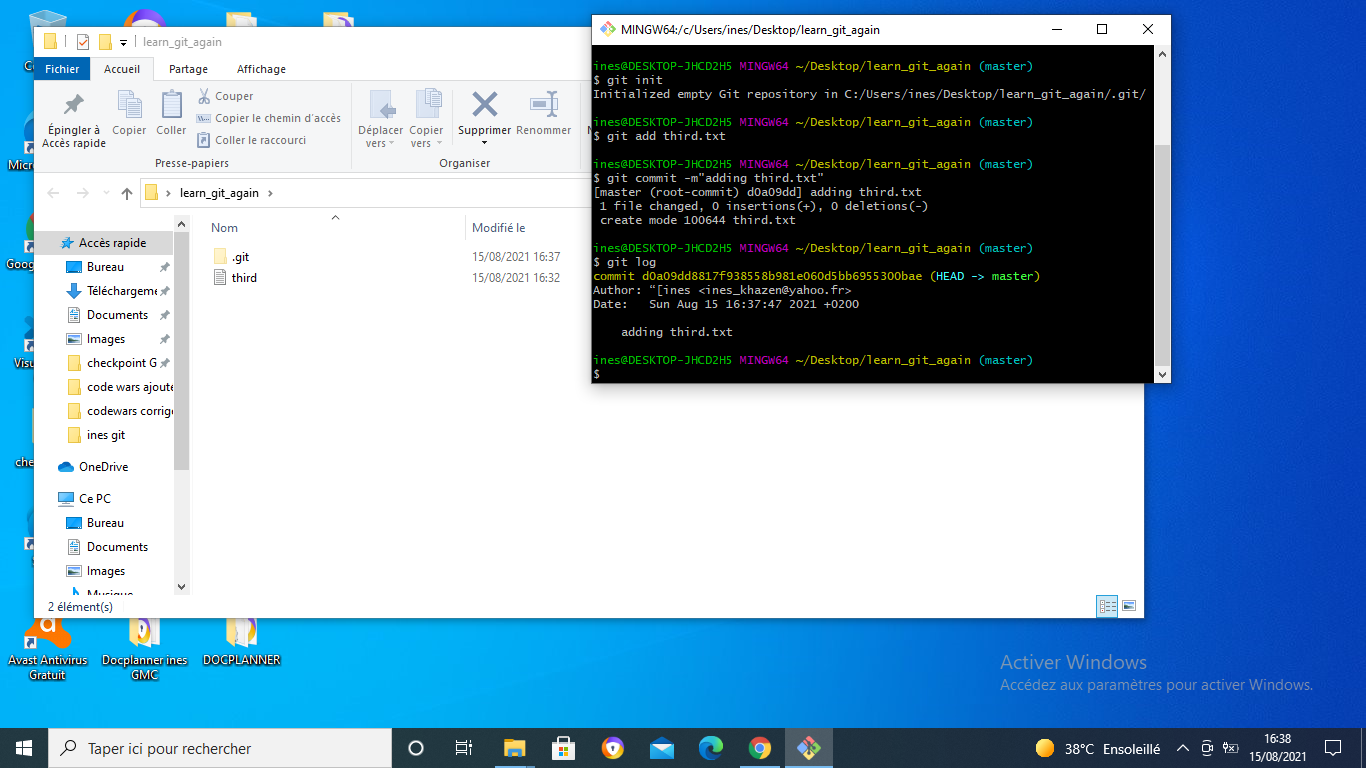 learn_git_again
Fichier Accueil Partage Affichage
Épingler à
Accès rapide
Copier
Coller
Couper
Copier le chemin d'accès
Coller le raccourci
Déplacer
vers
Copier
vers
Supprimer
Renommer
Presse-papiers
Organiser
learn_git_again
Nom
Modifié le
.git 15/08/2021 16:37
third 15/08/2021 16:32
Accès rapide
Bureau
Téléchargeme
Documents
Images
checkpoint G
code wars ajoute
codewars corrigé
ines git
OneDrive
Ce PC
Bureau
Documents
Images
Musique
2 élément(s)
MINGW64:/c/Users/ines/Desktop/learn_git_again
ines@DESKTOP-JHCD2H5 MINGW64 ~/Desktop/learn_git_again (master)
$ git init
Initialized empty Git repository in C:/Users/ines/Desktop/learn_git_again/.git/
ines@DESKTOP-JHCD2H5 MINGW64 ~/Desktop/learn_git_again (master)
$ git add third.txt
ines@DESKTOP-JHCD2H5 MINGW64 ~/Desktop/learn_git_again (master)
$ git commit -m"adding third.txt"
[master (root-commit) d0a09dd] adding third.txt
1 file changed, 0 insertions(+), 0 deletions(-)
create mode 100644 third.txt
ines@DESKTOP-JHCD2H5 MINGW64 ~/Desktop/learn_git_again (master)
$ git log
commit d0a09dd8817f938558b981e060d5bb6955300bae (HEAD -> master)
Author: “[ines <ines_khazen@yahoo.fr>
Date:   Sun Aug 15 16:37:47 2021 +0200
adding third.txt
ines@DESKTOP-JHCD2H5 MINGW64 ~/Desktop/learn_git_again (master)
$
Avast Antivirus
Gratuit
Docplanner ines
GMC
DOCPLANNER
Activer Windows
Accédez aux paramètres pour activer Windows.
Taper ici pour rechercher
38°C Ensoleillé
16:38
15/08/2021